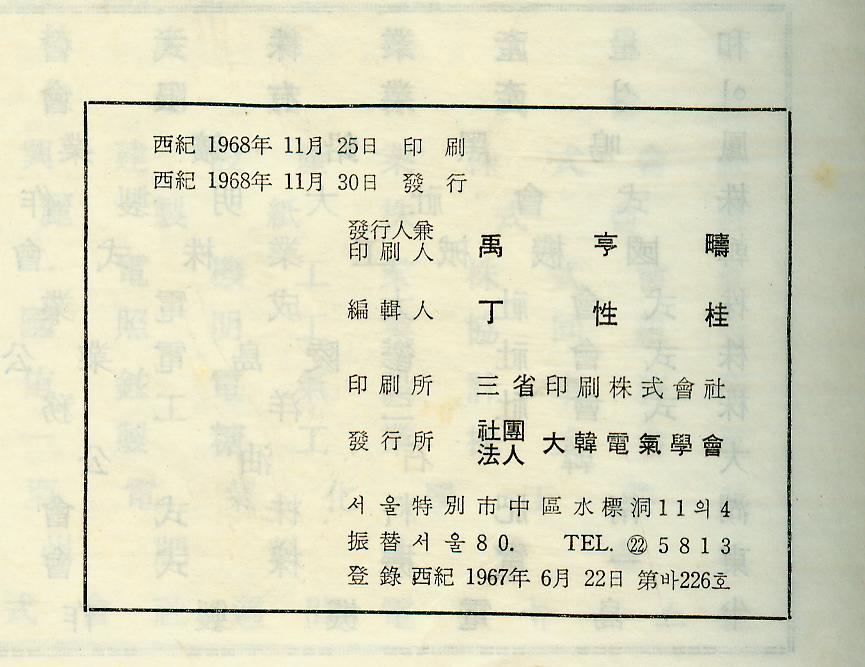 西紀 1968年 11月 25日 印刷
西紀 1968年 11月 30日 發行
發行人兼
印刷人 禹亨疇
編輯人 丁性桂
印刷所 三省印刷株式會社
發行所 社團法人 大韓電氣學會
서울特別市中區水標洞11의4
振替서울80. TEL. ㉒5813
登錄西紀 1967年 6月 22日 第바226호